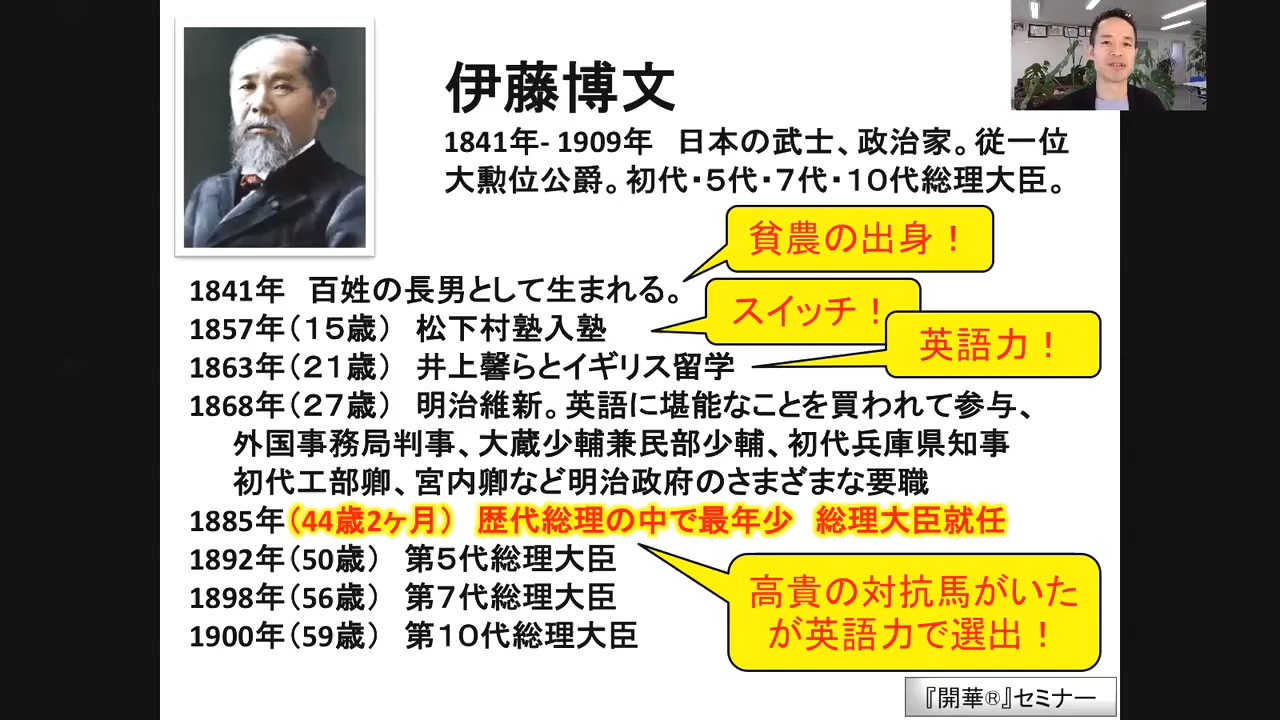 伊藤博文
1841年- 1909年　日本の武士、政治家。従一位
大勲位公爵。初代・５代・７代・１０代総理大臣。
貧農の出身！
1841年　百姓の長男として生まれる。
スイッチ！
1857年（１５歳）　松下村塾入塾
英語力！
1863年（２１歳）　井上馨らとイギリス留学
1868年（２７歳）　明治維新。英語に堪能なことを買われて参与、
外国事務局判事、大蔵少輔兼民部少輔、初代兵庫県知事
初代工部卿、宮内卿など明治政府のさまざまな要職
1885年（44歳2ヶ月）　歴代総理の中で最年少　総理大臣就任
1892年（50歳）　第５代総理大臣
1898年（56歳）　第７代総理大臣
1900年（59歳）　第１０代総理大臣
高貴の対抗馬がいた
が英語力で選出！
『開華®』セミナー